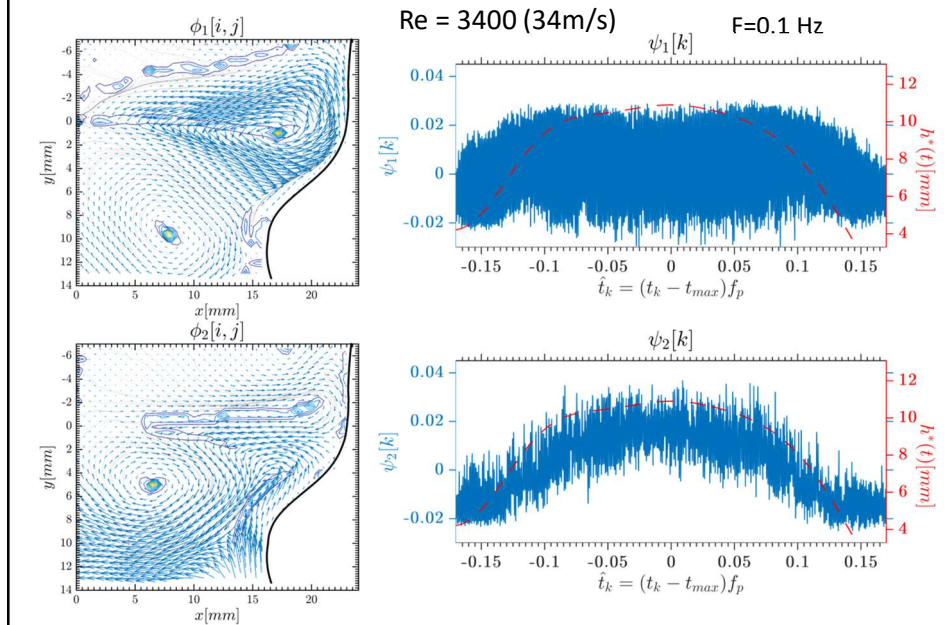 Re = 3400 (34m/s)
F=0.1 Hz
ϕ₁[i, j]
-6
-4
-2
0
2
4
6
8
10
12
14
y[mm]
0 5 10 15 20
x[mm]
ψ₁[k]
0.04
0.02
0
-0.02
ψ₁[k]
10
8
6
4
h*(t)[mm]
-0.15 -0.1 -0.05 0 0.05 0.1 0.15
t̂ₖ = (tₖ − tₘₐₓ)fₚ
ϕ₂[i, j]
-6
-4
-2
0
2
4
6
8
10
12
14
y[mm]
0 5 10 15 20
x[mm]
ψ₂[k]
0.04
0.02
0
-0.02
ψ₂[k]
12
10
8
6
4
h*(t)[mm]
-0.15 -0.1 -0.05 0 0.05 0.1 0.15
t̂ₖ = (tₖ − tₘₐₓ)fₚ